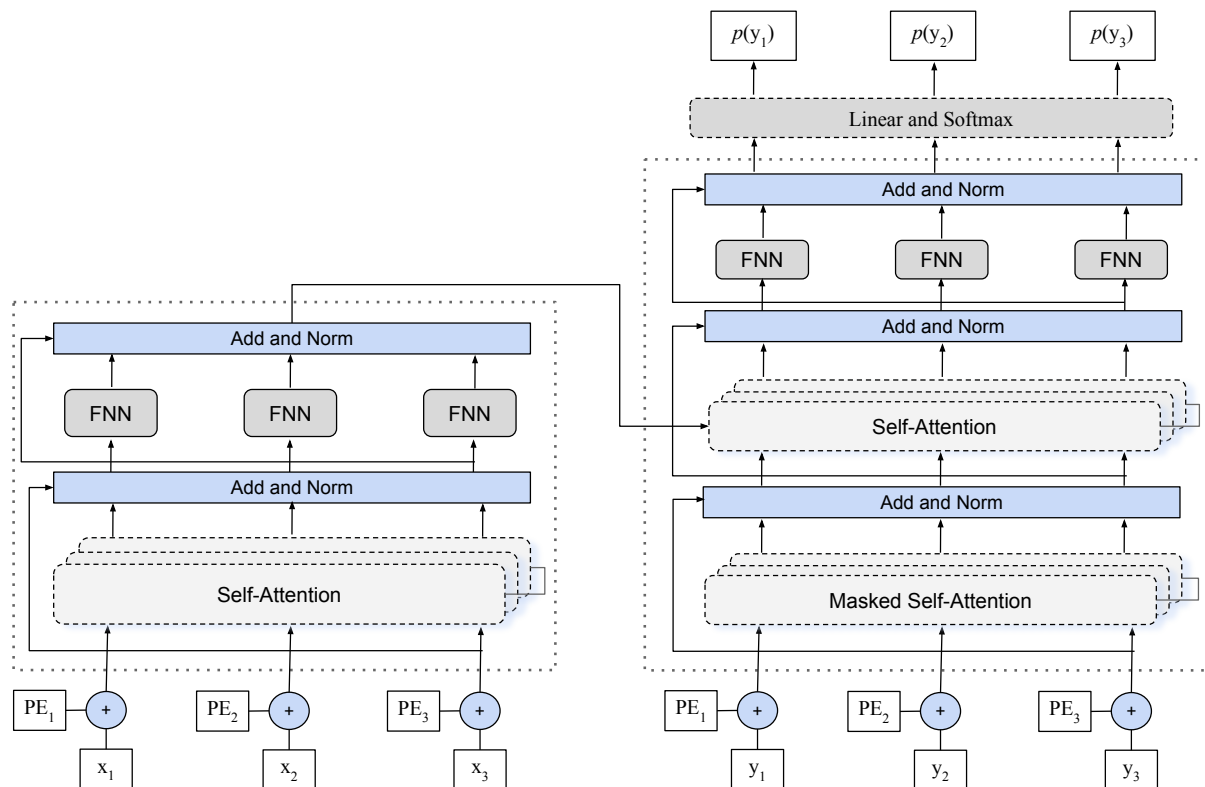 p(y₁) p(y₂) p(y₃)
Linear and Softmax
Add and Norm
FNN FNN FNN
Add and Norm
Self-Attention
Add and Norm
Masked Self-Attention
PE₁ + PE₂ + PE₃ +
y₁ y₂ y₃
Add and Norm
FNN FNN FNN
Add and Norm
Self-Attention
PE₁ + PE₂ + PE₃ +
x₁ x₂ x₃